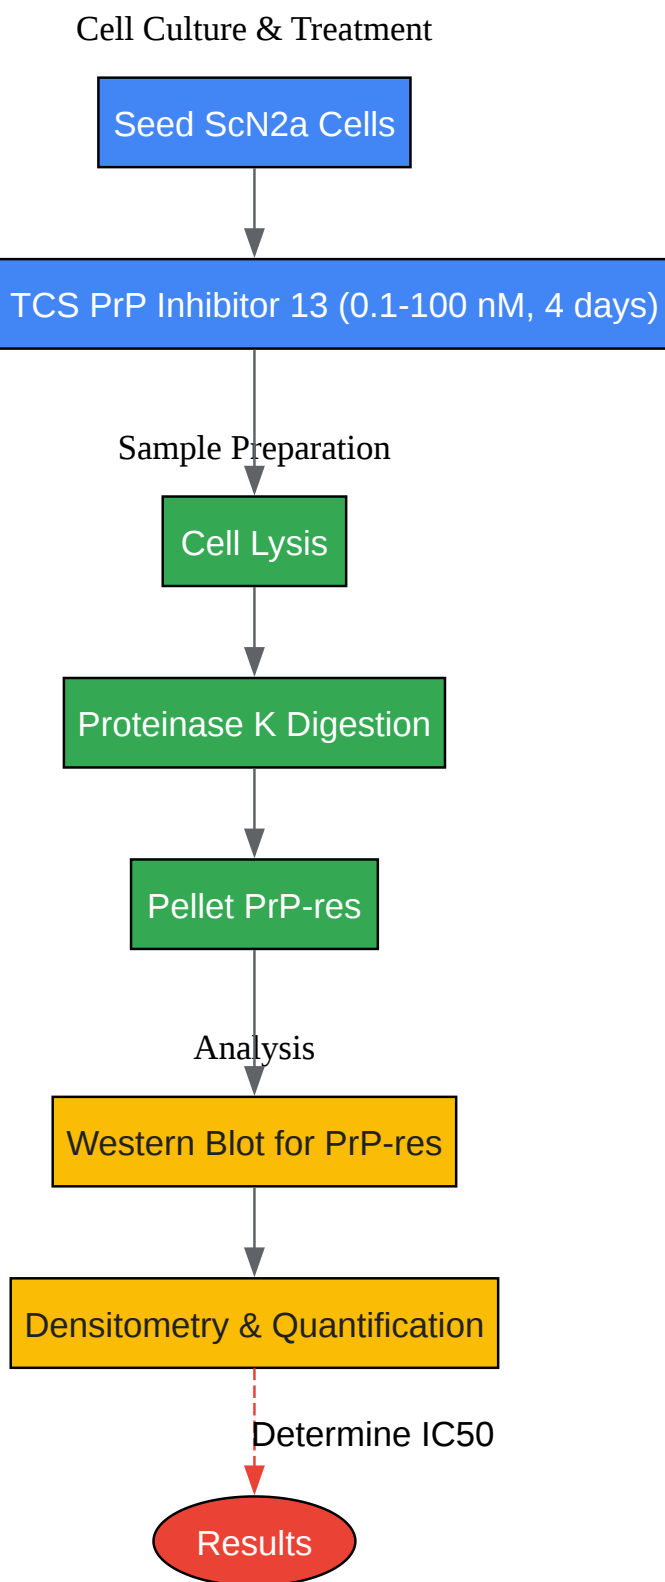 Cell Culture & Treatment
Seed ScN2a Cells
TCS PrP Inhibitor 13 (0.1-100 nM, 4 days)
Sample Preparation
Cell Lysis
Proteinase K Digestion
Pellet PrP-res
Analysis
Western Blot for PrP-res
Densitometry & Quantification
Determine IC50
Results